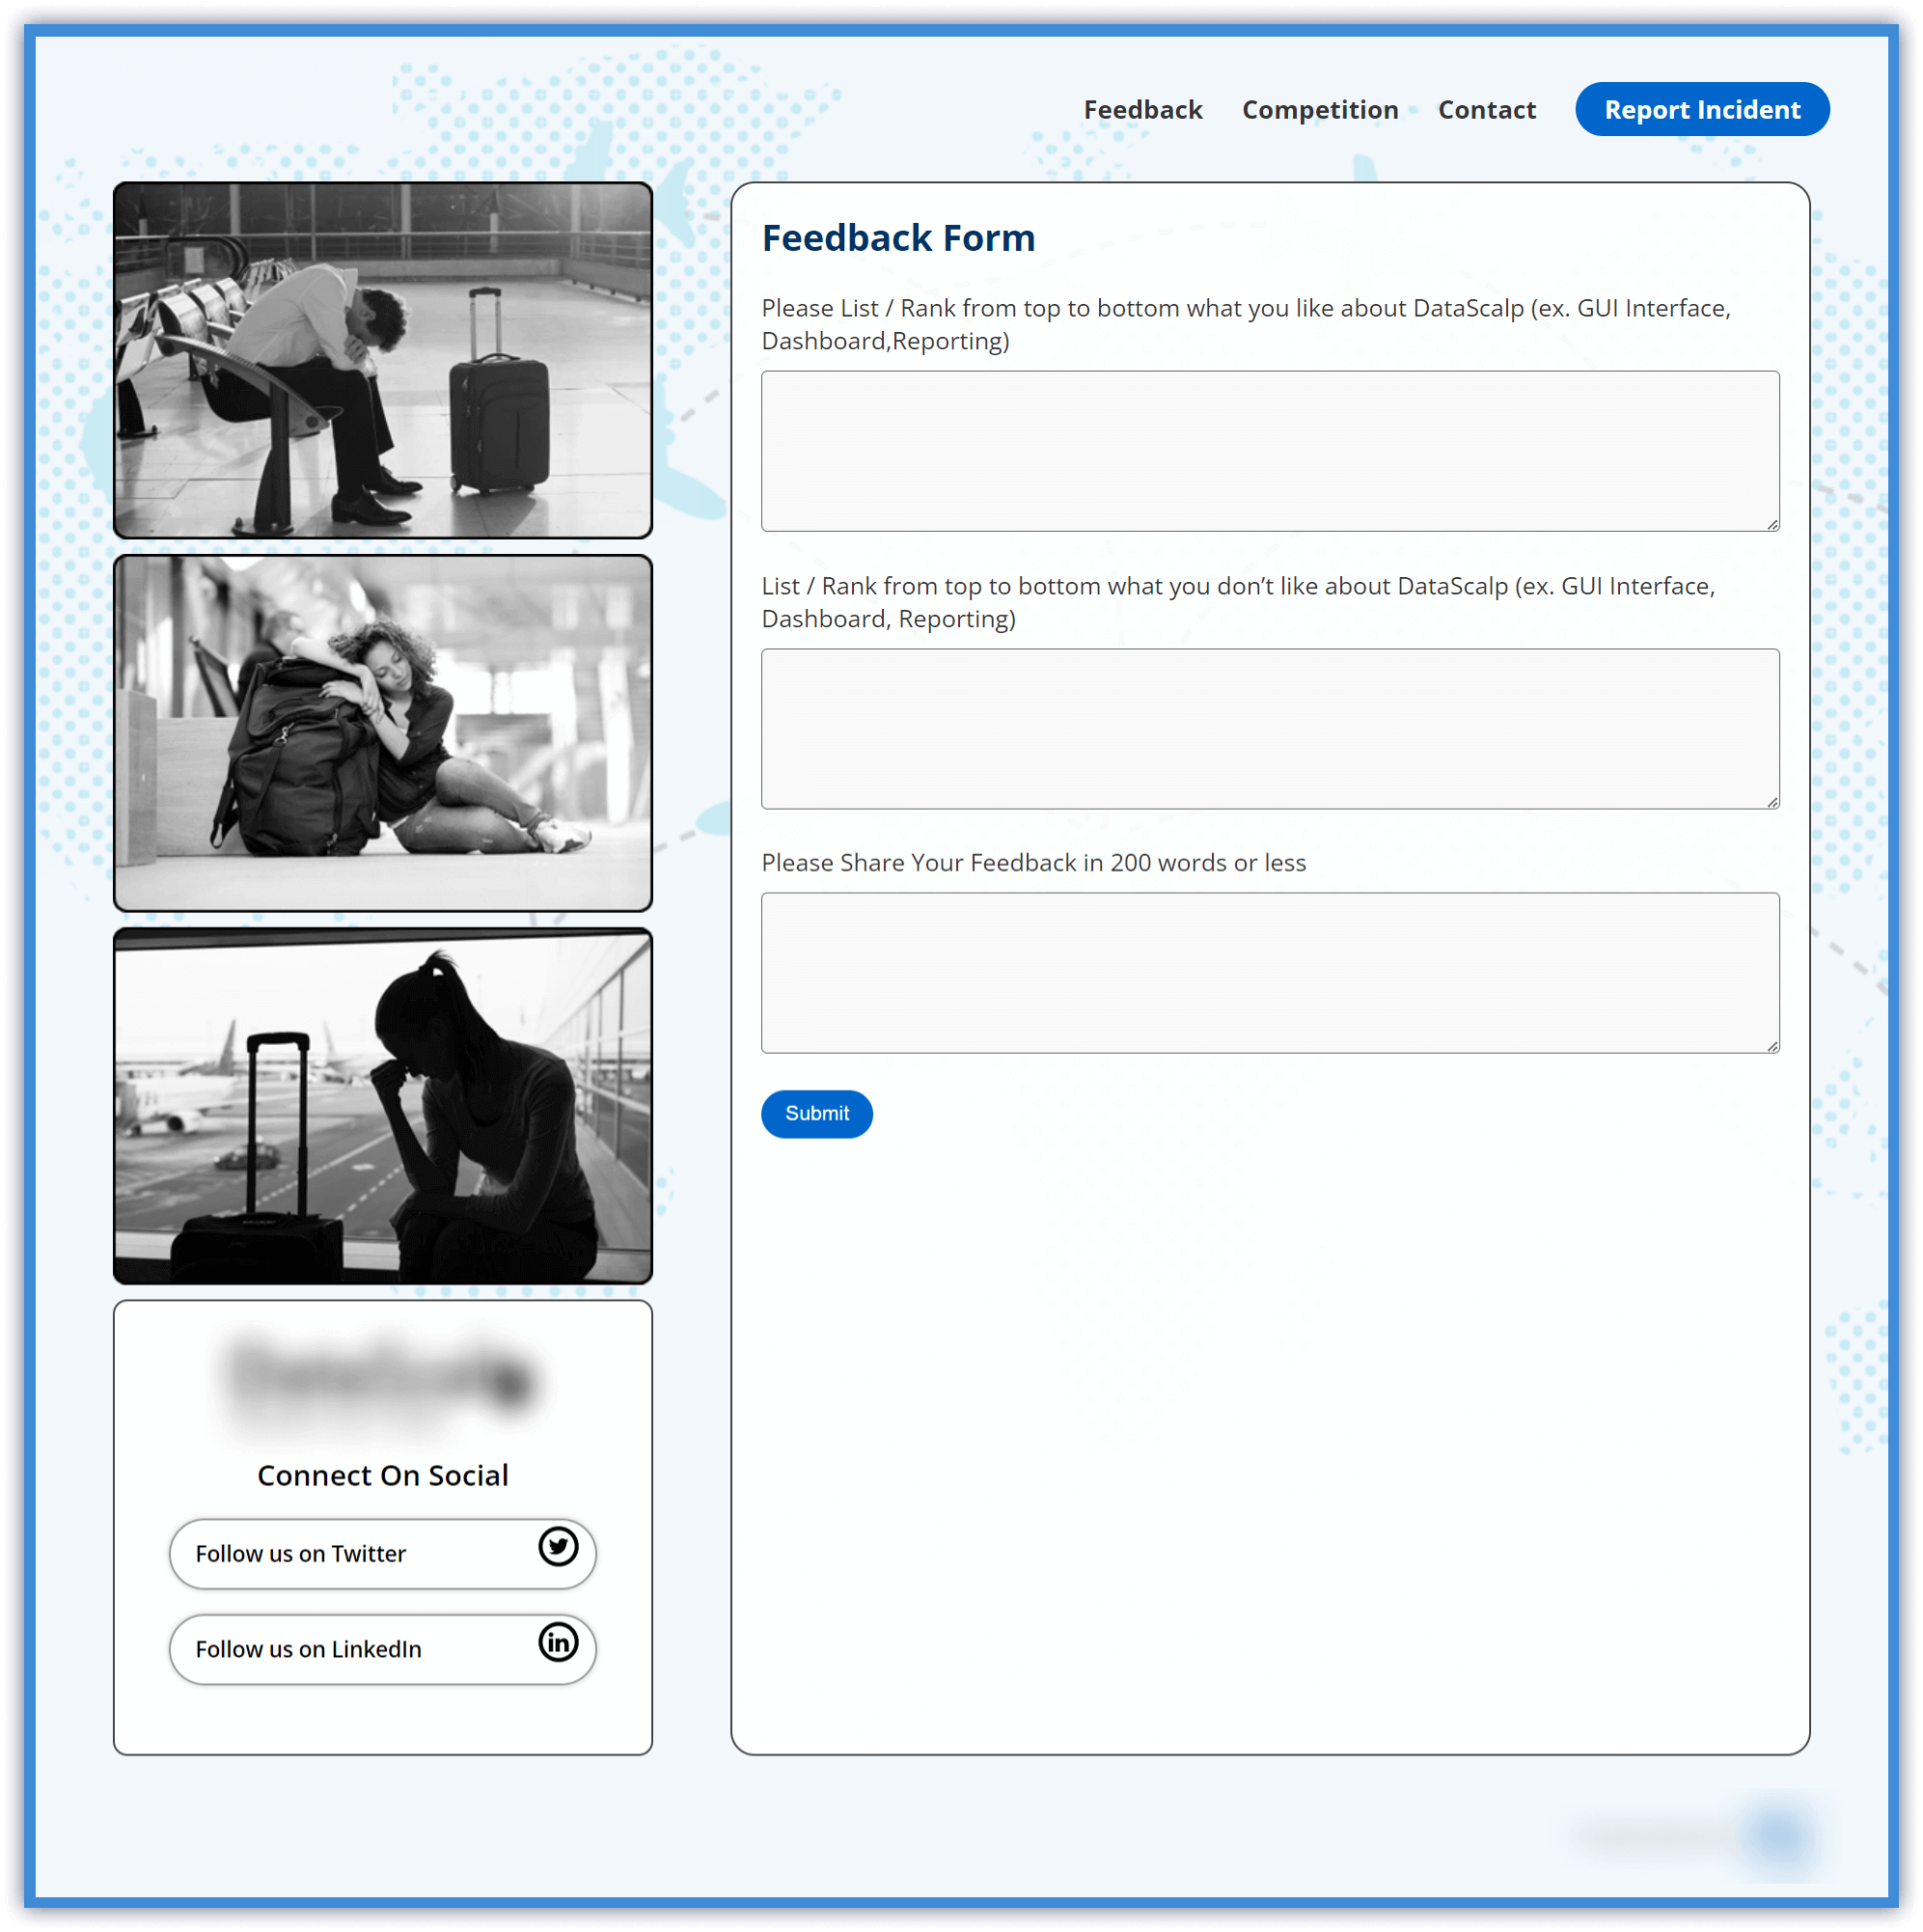 Feedback Competition Contact Report Incident
Feedback Form
Please List / Rank from top to bottom what you like about DataScalp (ex. GUI Interface,
Dashboard,Reporting)
List / Rank from top to bottom what you don’t like about DataScalp (ex. GUI Interface,
Dashboard, Reporting)
Please Share Your Feedback in 200 words or less
Submit
Connect On Social
Follow us on Twitter
Follow us on LinkedIn
in